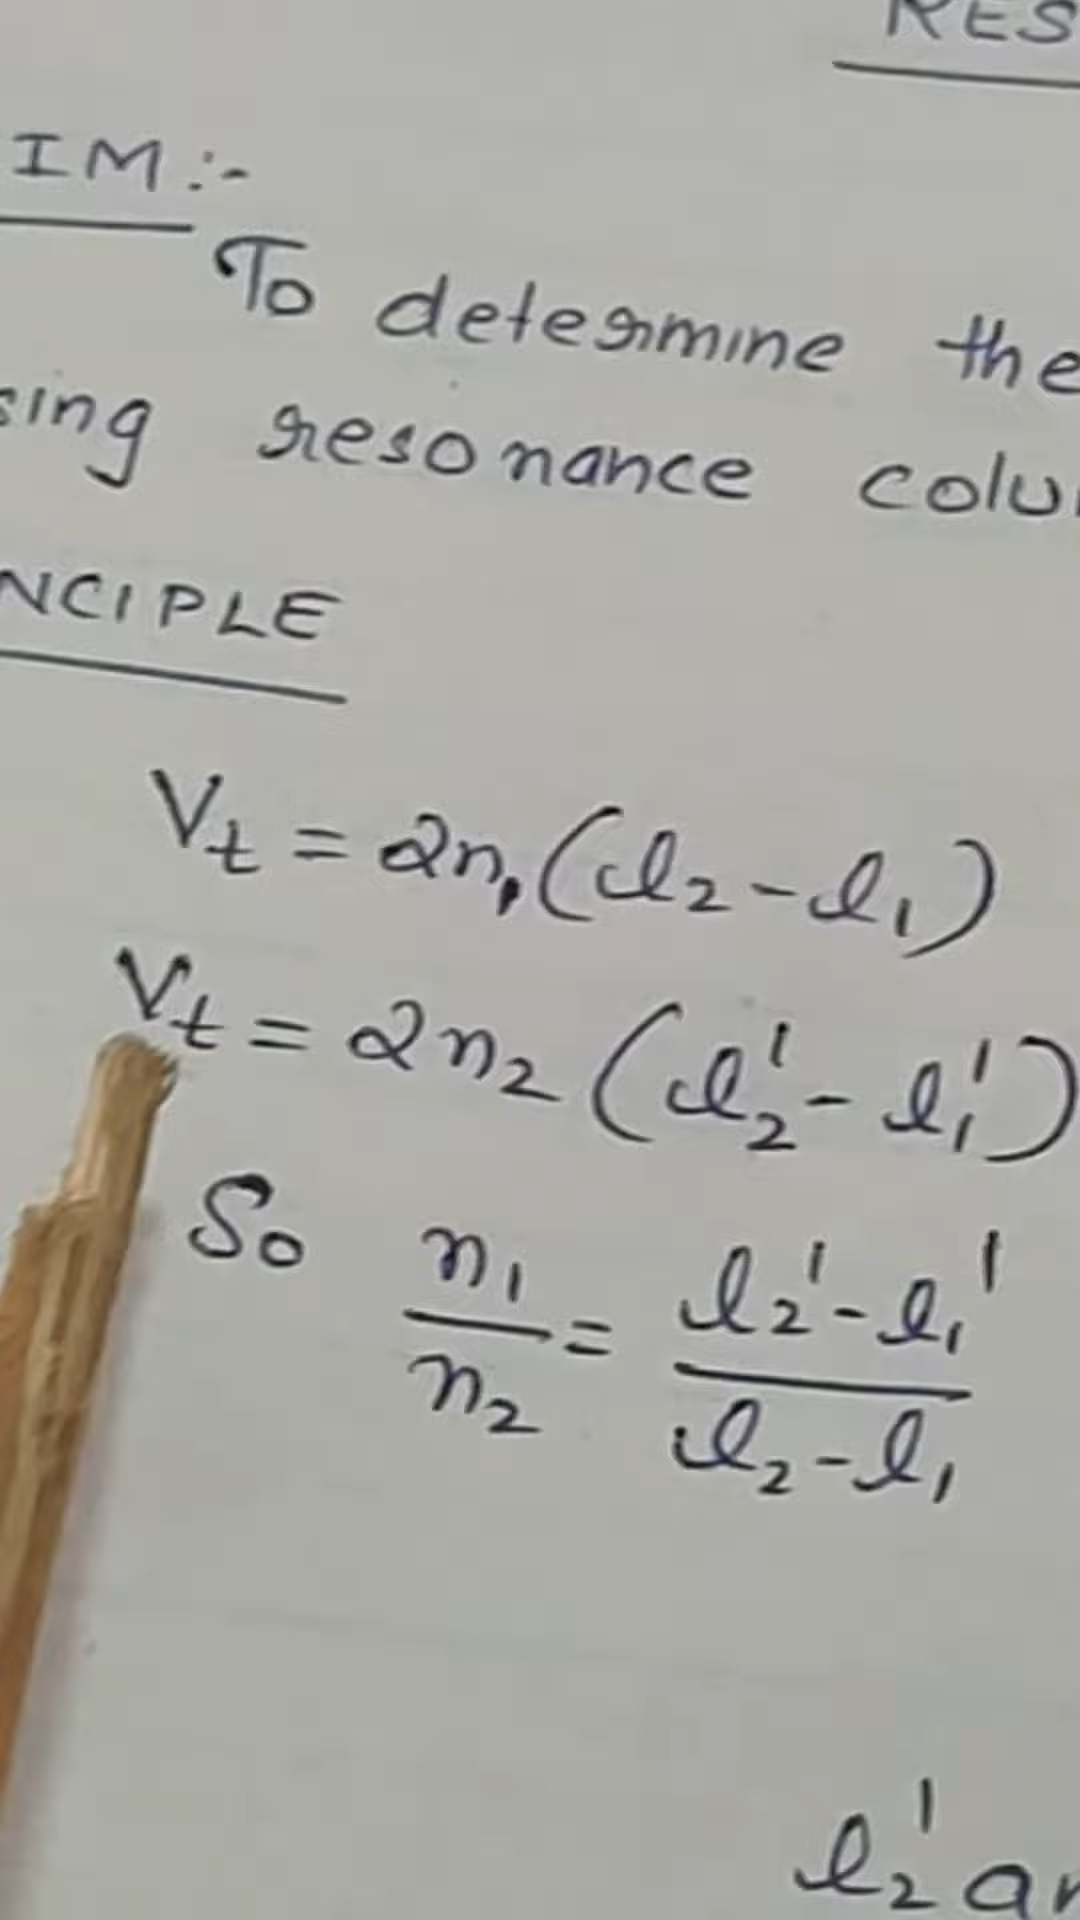 RES
IM:-
To determine the
sing resonance colu
NCIPLE
Vt = 2n₁(l₂-l₁)
Vt = 2n₂(l₂'-l₁')
So n₁/n₂ = l₂'-l₁'/l₂-l₁
l₂' an